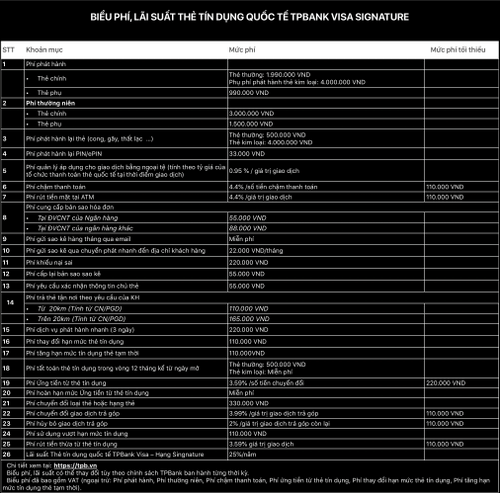 BIỂU PHÍ, LÃI SUẤT THẺ TÍN DỤNG QUỐC TẾ TPBANK VISA SIGNATURE
STT Khoản mục Mức phí Mức phí tối thiểu
1 Phí phát hành
• Thẻ chính Thẻ thường: 1.990.000 VND
Phụ phí phát hành thẻ kim loại: 4.000.000 VND
• Thẻ phụ 990.000 VND
2 Phí thường niên
• Thẻ chính 3.000.000 VND
• Thẻ phụ 1.500.000 VND
3 Phí phát hành lại thẻ (cong, gãy, thất lạc ...) Thẻ thường: 500.000 VND
Thẻ kim loại: 4.000.000 VND
4 Phí phát hành lại PIN/ePIN 33.000 VND
5 Phí quản lý áp dụng cho giao dịch bằng ngoại tệ (tính theo tỷ giá của
tổ chức thanh toán thẻ quốc tế tại thời điểm giao dịch) 0.95 % / giá trị giao dịch
6 Phí chậm thanh toán 4.4% /số tiền chậm thanh toán 110.000 VND
7 Phí rút tiền mặt tại ATM 4.4% /giá trị giao dịch 110.000 VND
8 Phí cung cấp bản sao hóa đơn
• Tại ĐVCNT của Ngân hàng 55.000 VND
• Tại ĐVCNT của ngân hàng khác 88.000 VND
9 Phí gửi sao kê hàng tháng qua email Miễn phí
10 Phí gửi sao kê qua chuyển phát nhanh đến địa chỉ khách hàng 22.000 VND/tháng
11 Phí khiếu nại sai 220.000 VND
12 Phí cấp lại bản sao sao kê 55.000 VND
13 Phí yêu cầu xác nhận thông tin chủ thẻ 55.000 VND
14 Phí trả thẻ tận nơi theo yêu cầu của KH
• Từ 20km (Tính từ CN/PGD) 110.000 VND
• Trên 20km (Tính từ CN/PGD) 165.000 VND
15 Phí dịch vụ phát hành nhanh (3 ngày) 220.000 VND
16 Phí thay đổi hạn mức thẻ tín dụng 110.000 VND
17 Phí tăng hạn mức tín dụng thẻ tạm thời 110.000VND
18 Phí tất toán thẻ tín dụng trong vòng 12 tháng kể từ ngày mở Thẻ thường: 500.000 VND
Thẻ kim loại: Miễn phí
19 Phí Ứng tiền từ thẻ tín dụng 3.59% /số tiền chuyển đổi 220.000 VND
20 Phí hoàn hạn mức Ứng tiền từ thẻ tín dụng Miễn phí
21 Phí chuyển đổi loại thẻ hoặc hạng thẻ 330.000 VND
22 Phí chuyển đổi giao dịch trả góp 3.99% /giá trị giao dịch trả góp 110.000 VND
23 Phí hủy bỏ giao dịch trả góp 2% /giá trị giao dịch trả góp còn lại 110.000 VND
24 Phí sử dụng vượt hạn mức tín dụng 110.000 VND
25 Phí rút tiền thừa từ thẻ tín dụng 3.59% giá trị giao dịch 110.000 VND
26 Lãi suất Thẻ tín dụng quốc tế TPBank Visa – Hạng Singnature 25%/năm
Chi tiết xem tại: https://tpb.vn
Biểu phí, lãi suất có thể thay đổi tùy theo chính sách TPBank ban hành từng thời kỳ.
Biểu phí đã bao gồm VAT (ngoại trừ: Phí phát hành, Phí thường niên, Phí chậm thanh toán, Phí ứng tiền từ thẻ tín dụng, Phí thay đổi hạn mức thẻ tín dụng, Phí tăng hạn
mức tín dụng thẻ tạm thời).